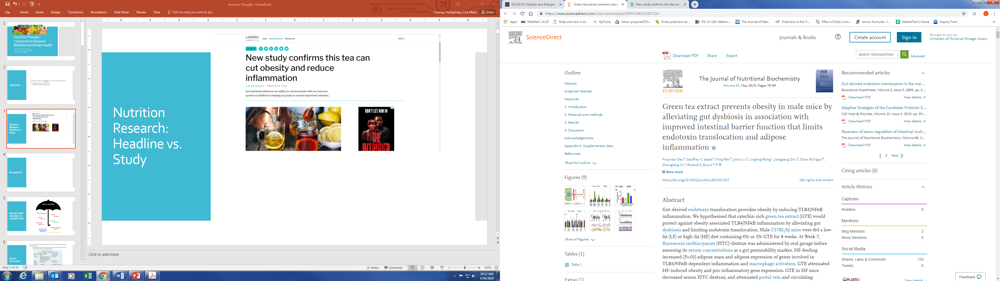 Food for Thought - PowerPoint
File Home Insert Design Transitions Animations Slide Show Review View Tell me what you want to do...
Tussing-Humphreys, Lisa Marie Share
1
Food for Thought:
Connections between
Nutrition and Brain Health
2
Objectives
3
Nutrition
Research:
Headline vs.
Study
New study confirms this tea can
cut obesity and reduce
inflammation
4
Be skeptical!
5
Mental Health
Disorders: an
Umbrella Term
MENTAL DISORDERS
6
What's
Dementia?
Nutrition
Research:
Headline vs.
Study
LADDERS
Jobs News & Advice Resources
Sign In
HEALTH
New study confirms this tea can
cut obesity and reduce
inflammation
CW HEADLEY MARCH 18, 2019
Gut bacteria enhances our ability to communicate with our immune
system in addition to helping us produce several important vitamins.
DON'T LET HIM IN
THE
INTRUDER
Click to add notes
Slide 3 of 55
Notes Comments 116%
10:12 AM
4/30/2019
03/29/19 | Obesity and Energetic
Green tea extract prevents obesi
New study confirms this tea can
https://www.sciencedirect.com/science/article/pii/S095528631830723X
Apps UIC WebMail 1.4.20 Body and soul: a di... EpiTools Altum proposalCEN... Probi probiotics en... PA-15-100: Matern... The Journal of Mat... CT Probiotics in the Tr... Effect of Daily Cons... JF Jarrow Formulas : I... AdhereTech | Home Inquiry Form
ScienceDirect
Journals & Books
Create account
Sign in
Brought to you by:
University of Illinois at Chicago Library
Download PDF Share Export
Search ScienceDirect
Advanced
Outline
Abstract
Graphical Abstract
Keywords
1. Introduction
2. Materials and methods
3. Results
4. Discussion
Acknowledgements
Appendix A. Supplementary data
References
Show full outline
Figures (9)
Show all figures
Tables (1)
Table 1
Extras (1)
ELSEVIER
The Journal of Nutritional Biochemistry
Volume 67, May 2019, Pages 78-89
JNB
Green tea extract prevents obesity in male mice by
alleviating gut dysbiosis in association with
improved intestinal barrier function that limits
endotoxin translocation and adipose
inflammation ☆
Priyankar Dey a, Geoffrey Y. Sasaki a, Ping Wei b, Jinhui Li a, Lingling Wang c, Jiangjiang Zhu d, Dana McTigue b,
Zhongtang Yu c, Richard S. Bruno a
Show more
https://doi.org/10.1016/j.jnutbio.2019.01.017
Get rights and content
Abstract
Gut-derived endotoxin translocation provokes obesity by inducing TLR4/NFκB
inflammation. We hypothesized that catechin-rich green tea extract (GTE) would
protect against obesity-associated TLR4/NFκB inflammation by alleviating gut
dysbiosis and limiting endotoxin translocation. Male C57BL/6J mice were fed a low-
fat (LF) or high-fat (HF) diet containing 0% or 2% GTE for 8 weeks. At Week 7,
fluorescein isothiocyanate (FITC)-dextran was administered by oral gavage before
assessing its serum concentrations as a gut permeability marker. HF-feeding
increased (P<.05) adipose mass and adipose expression of genes involved in
TLR4/NFκB-dependent inflammation and macrophage activation. GTE attenuated
HF-induced obesity and pro-inflammatory gene expression. GTE in HF mice
decreased serum FITC-dextran, and attenuated portal vein and circulating
Recommended articles
Gut-derived endotoxin translocation is the mai...
Bioscience Hypotheses, Volume 2, Issue 5, 2009, pp. 2...
Download PDF View details
Adaptive Strategies of the Candidate Probiotic E...
Cell Host & Microbe, Volume 25, Issue 4, 2019, pp. 49...
Download PDF View details
Reversion of down-regulation of intestinal mult...
The Journal of Nutritional Biochemistry, Volume 68, 2...
Download PDF View details
1 2 Next
Citing articles (0)
Article Metrics
Captures
Readers: 8
Mentions
Blog Mentions: 2
News Mentions: 6
Social Media
Shares, Likes & Comments: 118
Tweets: 8
PLUMX
View details
Feedback